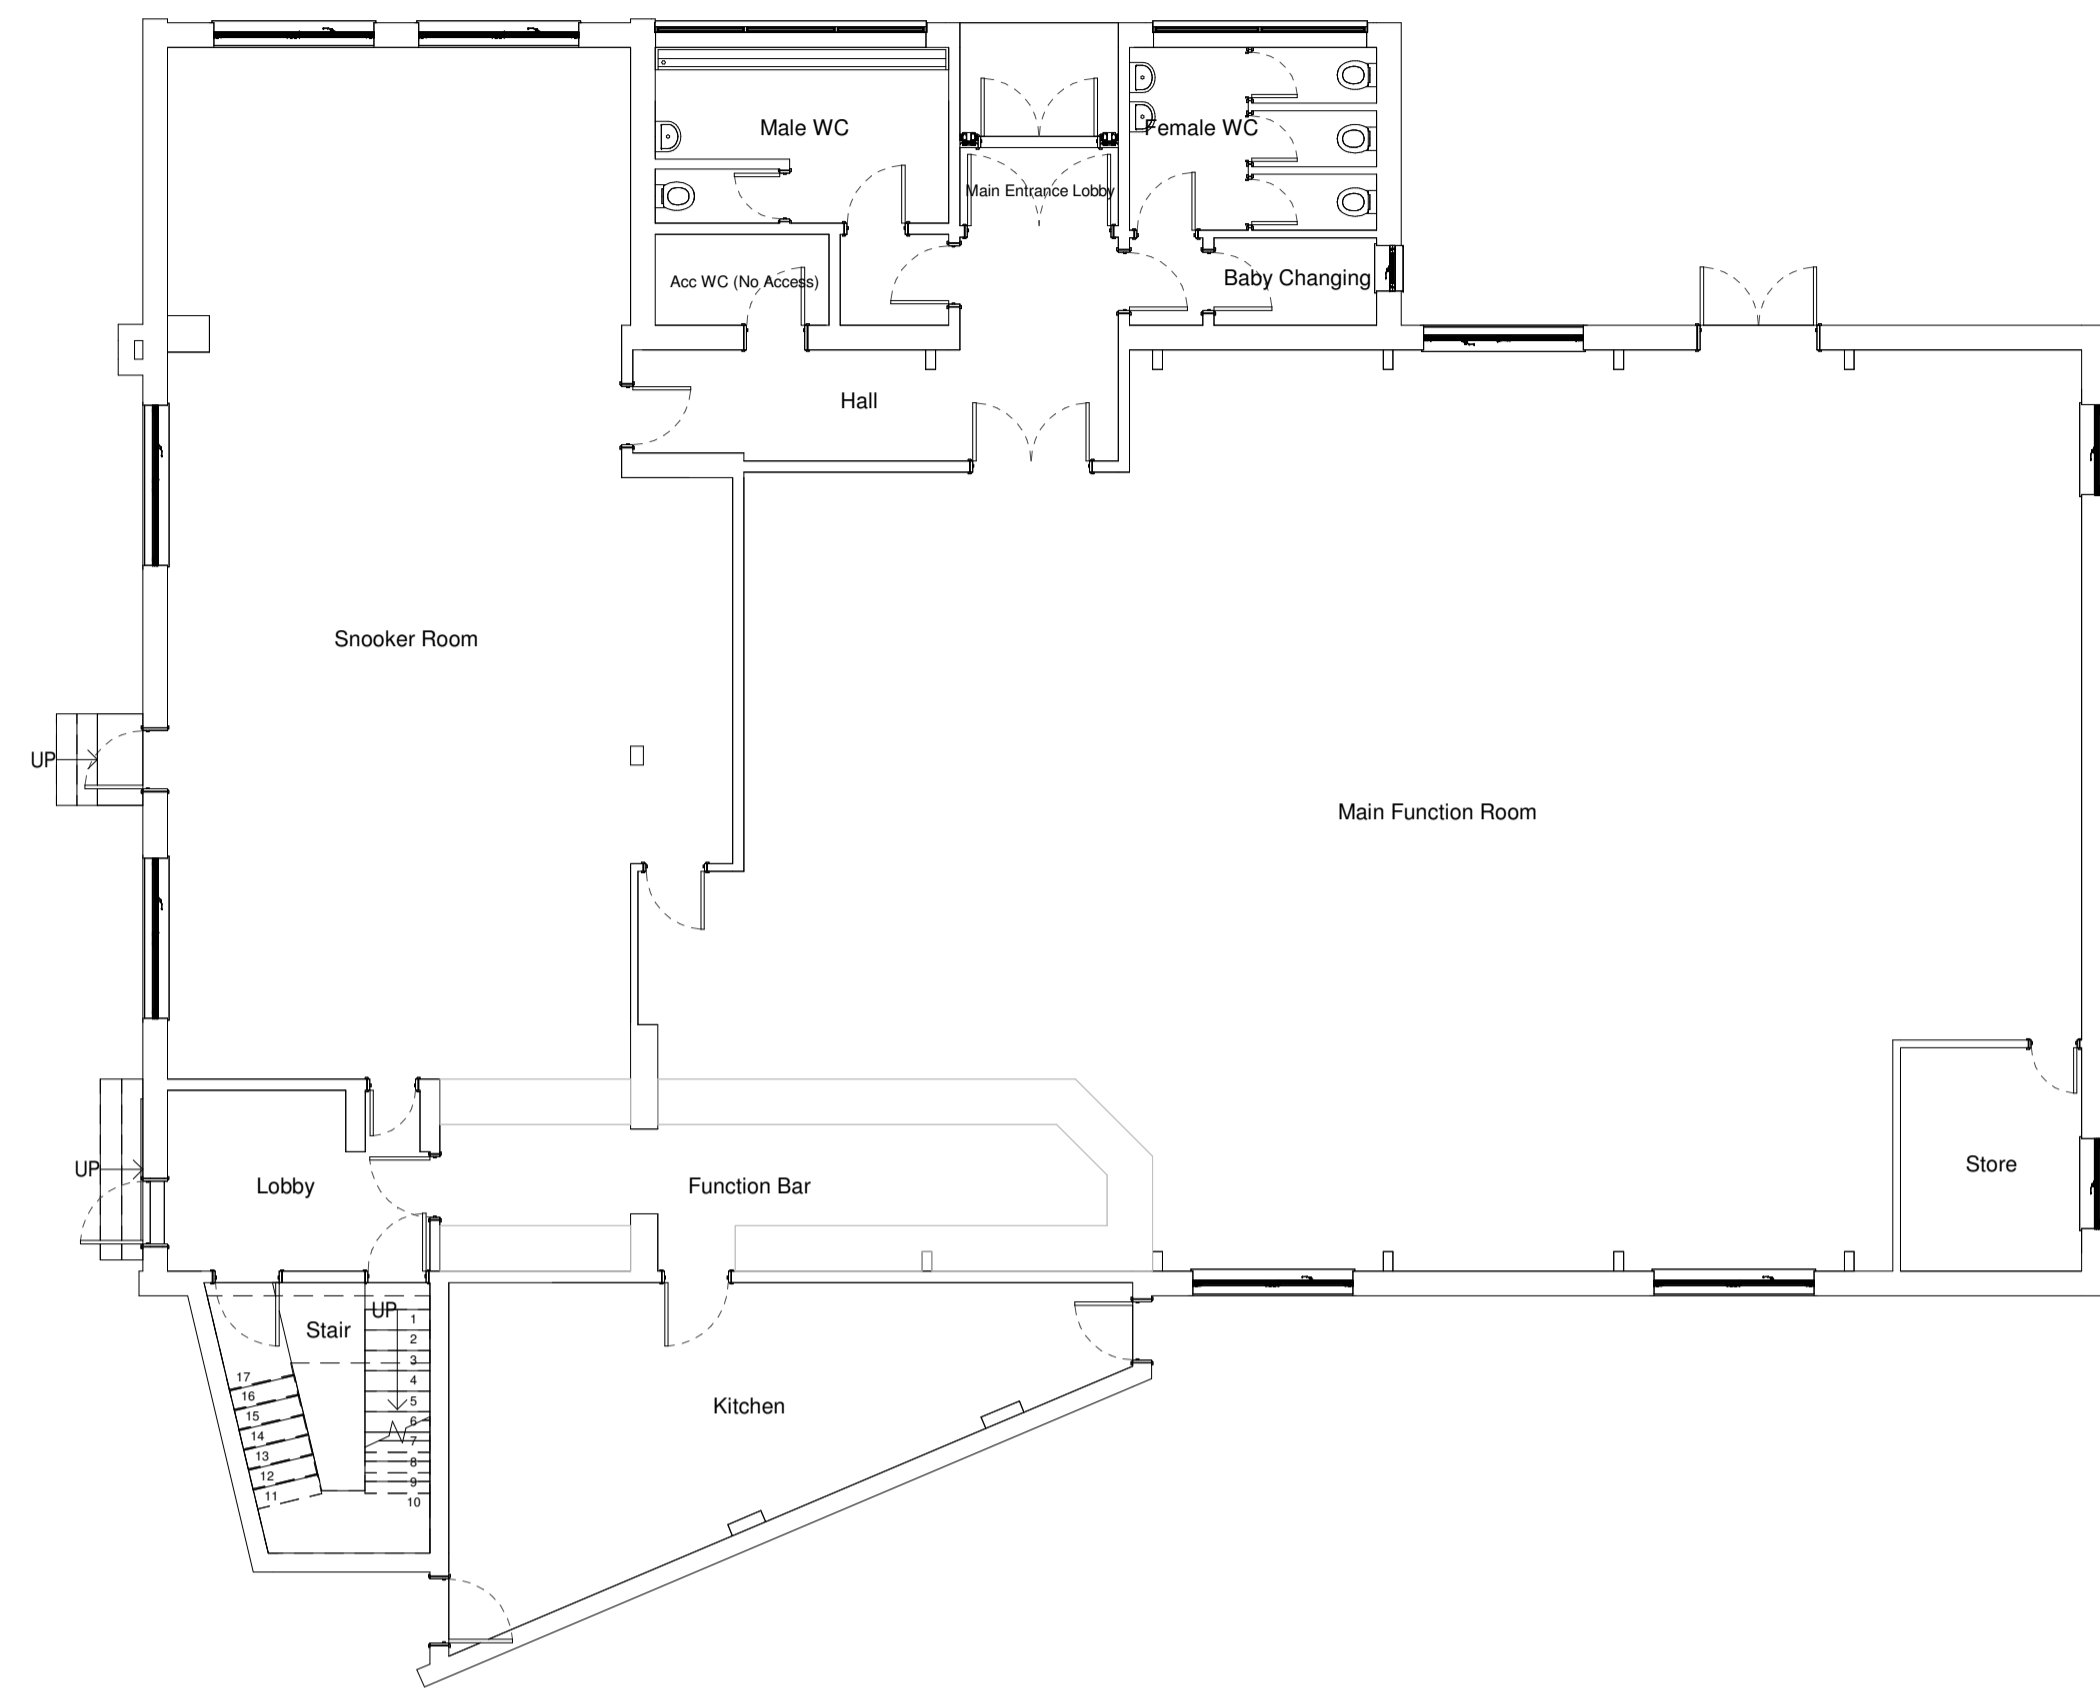 Male WC
Female WC
Main Entrance Lobby
Acc WC (No Access)
Baby Changing
Hall
Snooker Room
UP
Main Function Room
Store
UP
Lobby
Function Bar
UP
Stair
1
2
3
4
5
6
7
8
9
10
17
16
15
14
13
12
11
Kitchen